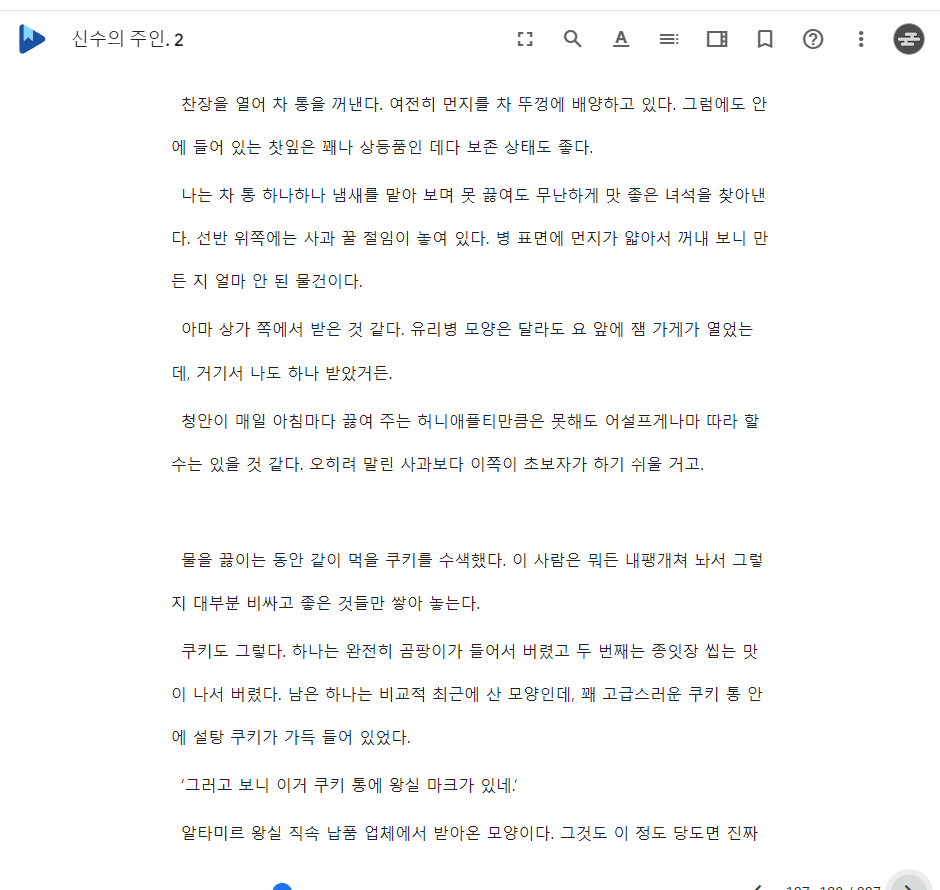 신수의 주인. 2
찬장을 열어 차 통을 꺼낸다. 여전히 먼지를 차 뚜껑에 배양하고 있다. 그럼에도 안
에 들어 있는 찻잎은 꽤나 상등품인 데다 보존 상태도 좋다.
나는 차 통 하나하나 냄새를 맡아 보며 못 끓여도 무난하게 맛 좋은 녀석을 찾아낸
다. 선반 위쪽에는 사과 꿀 절임이 놓여 있다. 병 표면에 먼지가 얇아서 꺼내 보니 만
든 지 얼마 안 된 물건이다.
아마 상가 쪽에서 받은 것 같다. 유리병 모양은 달라도 요 앞에 잼 가게가 열었는
데, 거기서 나도 하나 받았거든.
청안이 매일 아침마다 끓여 주는 허니애플티만큼은 못해도 어설프게나마 따라 할
수는 있을 것 같다. 오히려 말린 사과보다 이쪽이 초보자가 하기 쉬울 거고.
물을 끓이는 동안 같이 먹을 쿠키를 수색했다. 이 사람은 뭐든 내팽개쳐 놔서 그렇
지 대부분 비싸고 좋은 것들만 쌓아 놓는다.
쿠키도 그렇다. 하나는 완전히 곰팡이가 들어서 버렸고 두 번째는 종잇장 씹는 맛
이 나서 버렸다. 남은 하나는 비교적 최근에 산 모양인데, 꽤 고급스러운 쿠키 통 안
에 설탕 쿠키가 가득 들어 있었다.
‘그러고 보니 이거 쿠키 통에 왕실 마크가 있네.’
알타미르 왕실 직속 납품 업체에서 받아온 모양이다. 그것도 이 정도 당도면 진짜